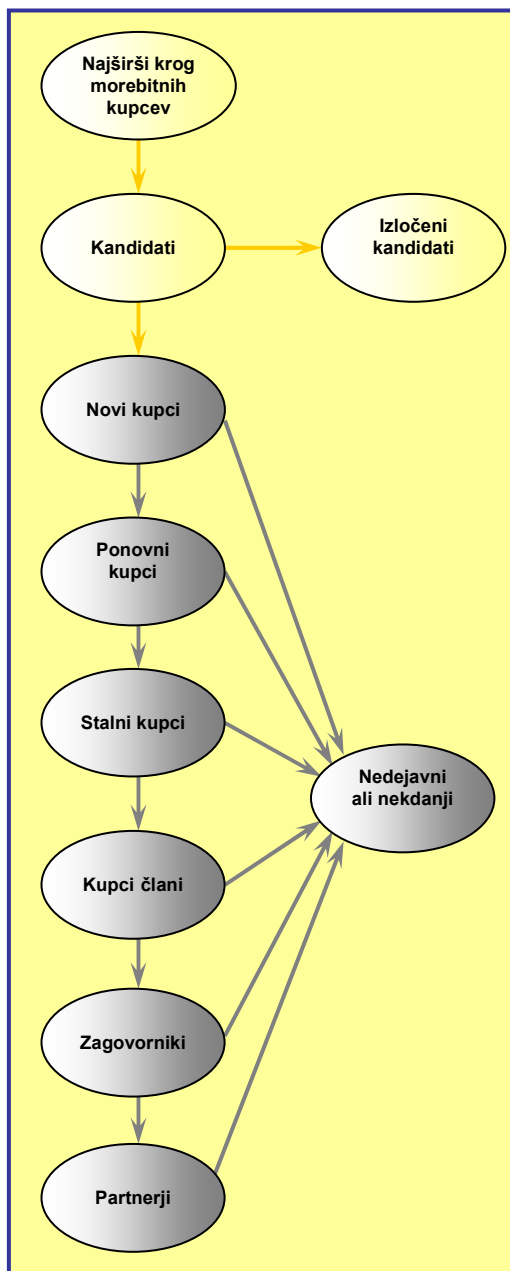 Najširši krog
morebitnih
kupcev
Kandidati
Izločeni
kandidati
Novi kupci
Ponovni
kupci
Stalni kupci
Nedejavni
ali nekdanji
Kupci člani
Zagovorniki
Partnerji